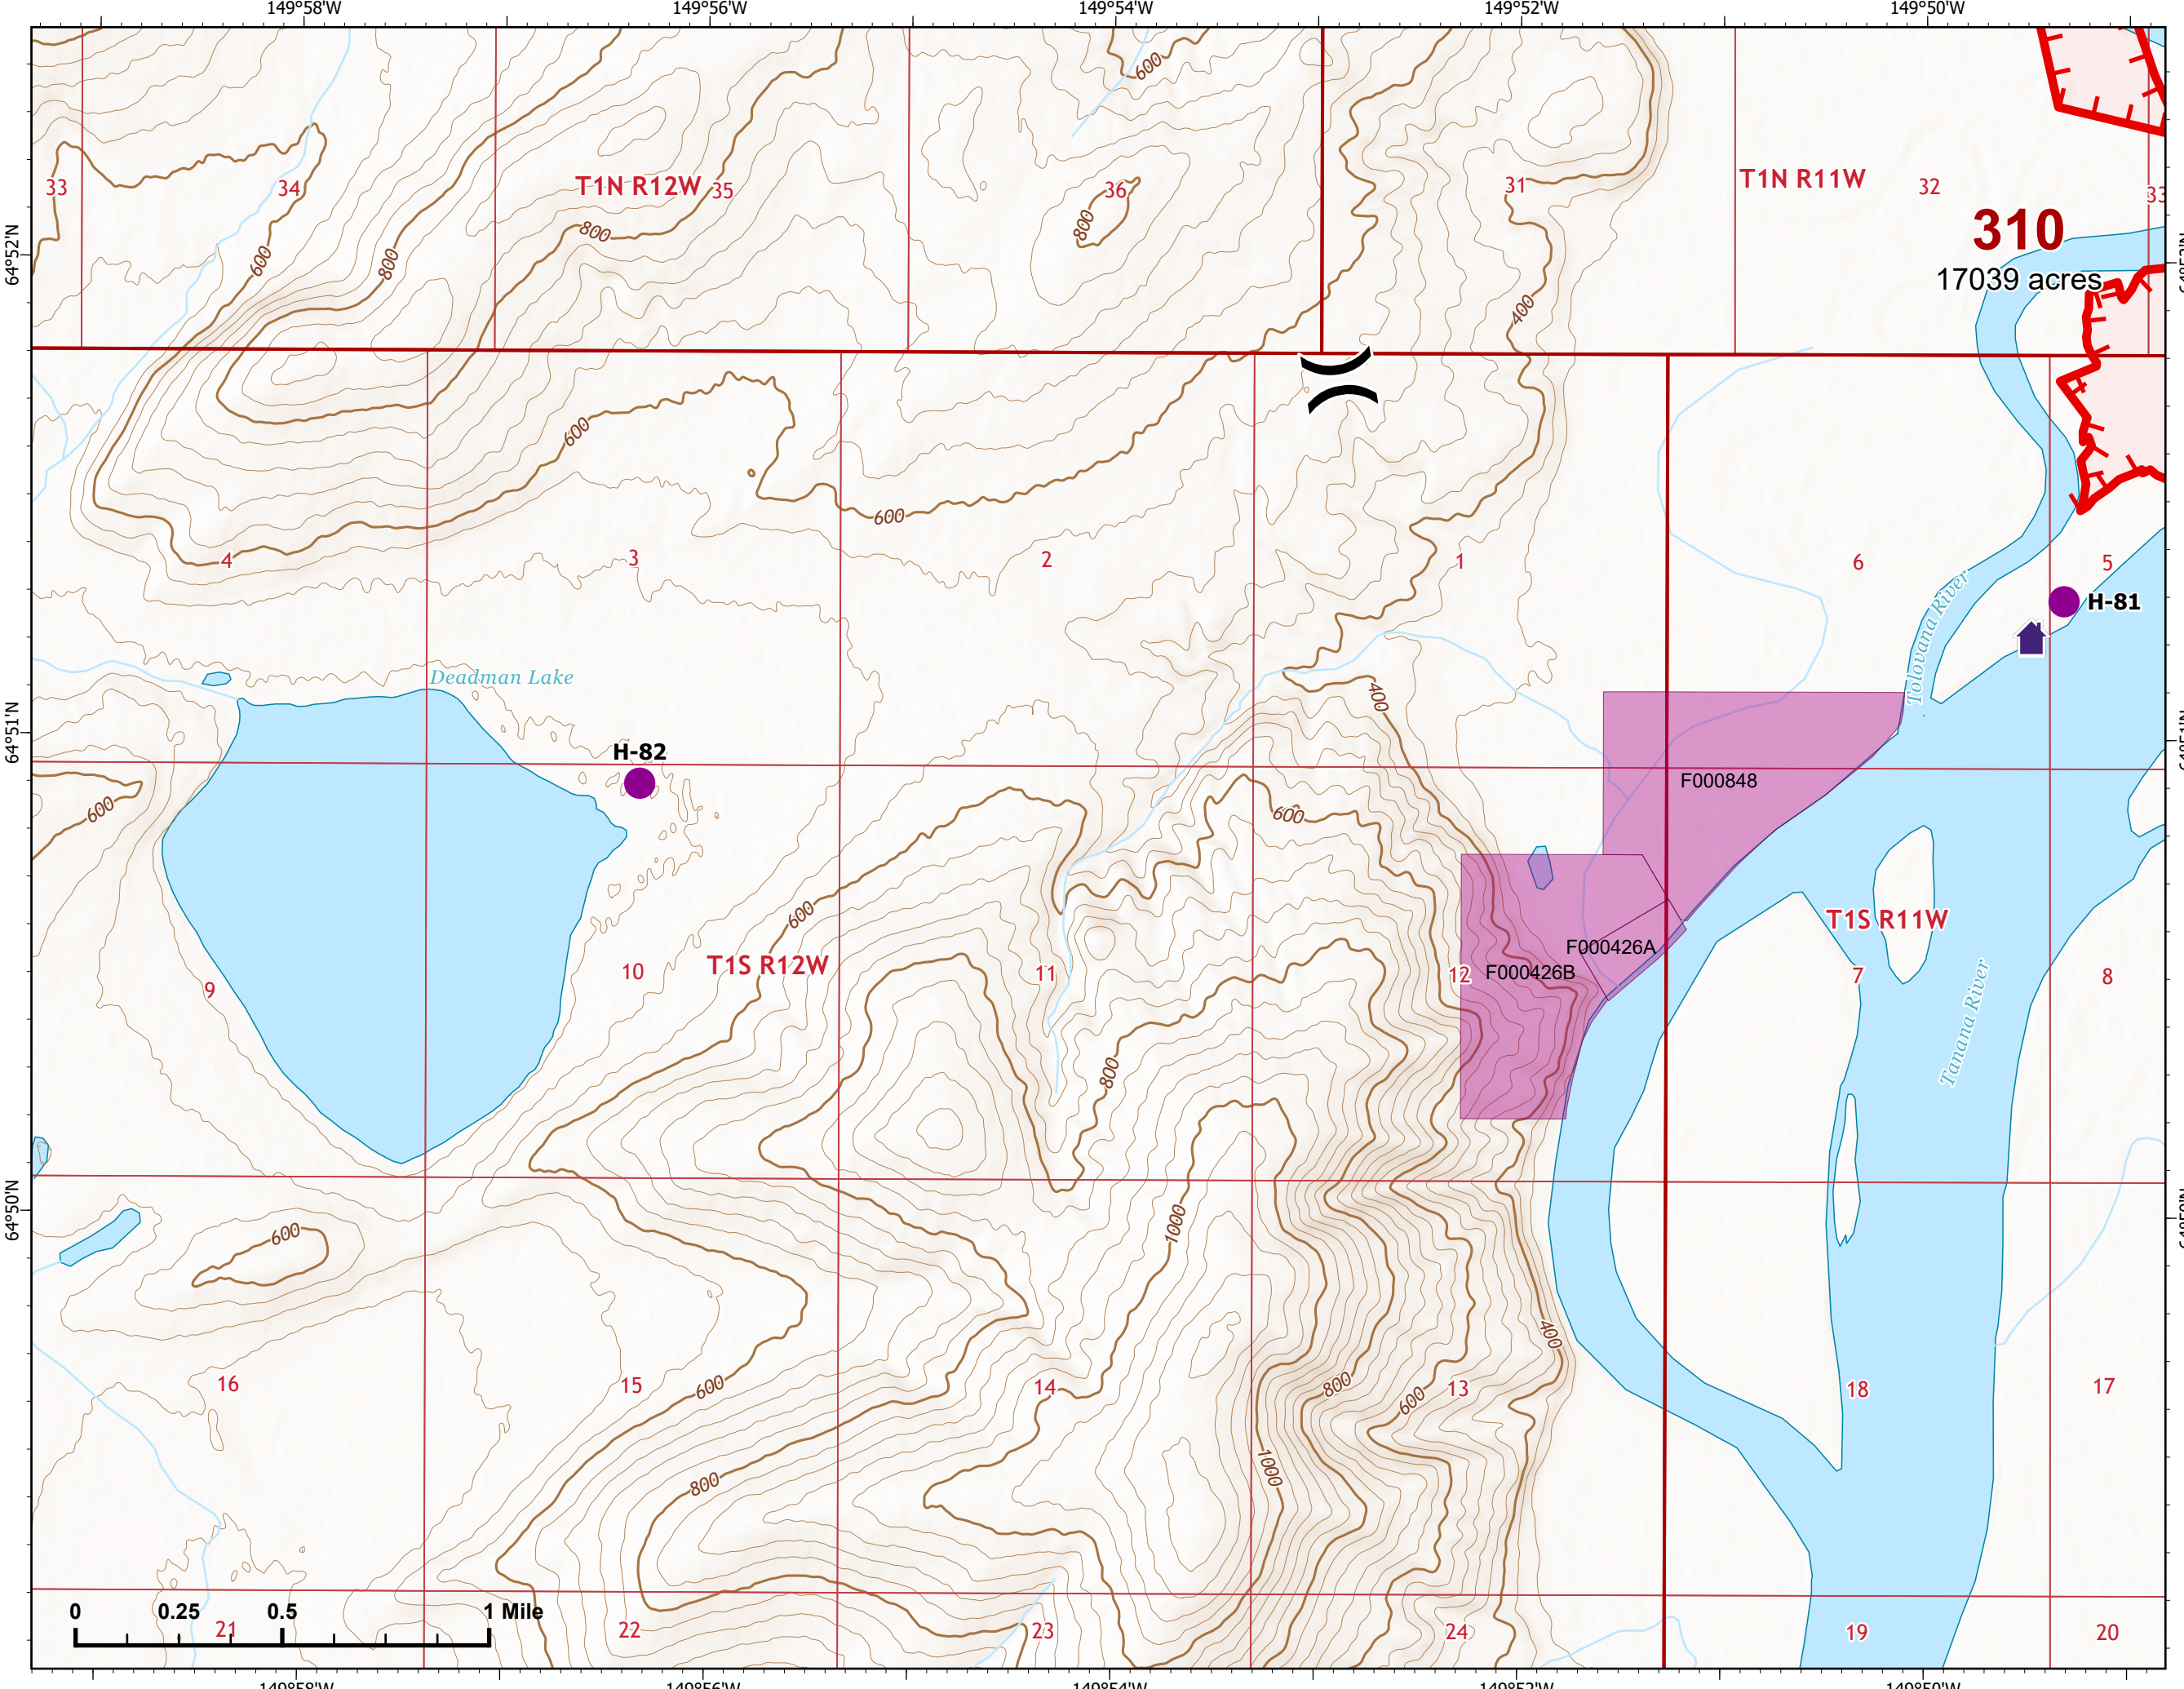 149°58'W 149°56'W 149°54'W 149°52'W 149°50'W
600
33 34 T1N R12W 35 36 31 T1N R11W 32 33
310
17039 acres
64°52'N
600 800 800 800 400
600
600
4 3 2 1 6 5
H-81
Tolovana River
Deadman Lake
400
64°51'N
H-82
600 600
F000848
600
T1S R12W
T1S R11W
F000426A
F000426B
9 10 11 12 7 8
Tanana River
800
64°50'N
600 1000
400
16 15 14 13 18 17
600 800 600
800 1000
0 0.25 0.5 1 Mile
21 22 23 24 19 20